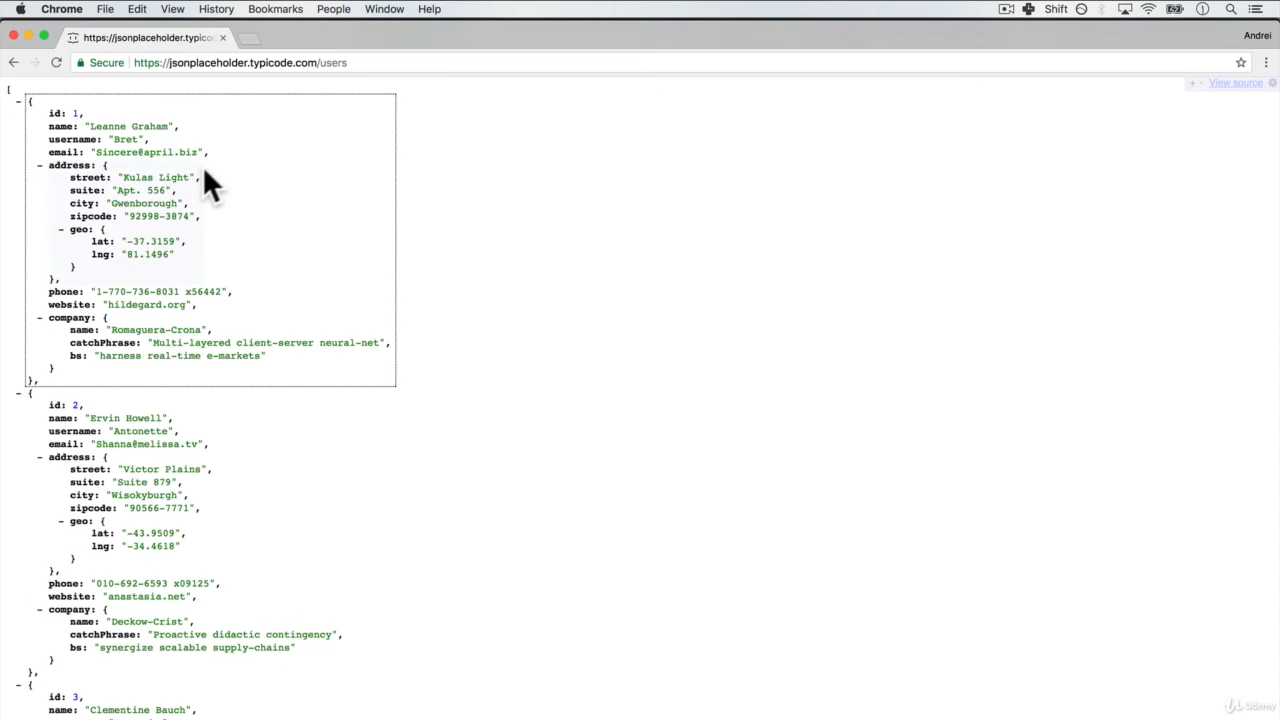 Chrome File Edit View History Bookmarks People Window Help Shift
https://jsonplaceholder.typico Andrei
Secure https://jsonplaceholder.typicode.com/users
+ - View source
[
- {
id: 1,
name: "Leanne Graham",
username: "Bret",
email: "Sincere@april.biz",
- address: {
street: "Kulas Light",
suite: "Apt. 556",
city: "Gwenborough",
zipcode: "92998-3874",
- geo: {
lat: "-37.3159",
lng: "81.1496"
}
},
phone: "1-770-736-8031 x56442",
website: "hildegard.org",
- company: {
name: "Romaguera-Crona",
catchPhrase: "Multi-layered client-server neural-net",
bs: "harness real-time e-markets"
}
},
- {
id: 2,
name: "Ervin Howell",
username: "Antonette",
email: "Shanna@melissa.tv",
- address: {
street: "Victor Plains",
suite: "Suite 879",
city: "Wisokyburgh",
zipcode: "90566-7771",
- geo: {
lat: "-43.9509",
lng: "-34.4618"
}
},
phone: "010-692-6593 x09125",
website: "anastasia.net",
- company: {
name: "Deckow-Crist",
catchPhrase: "Proactive didactic contingency",
bs: "synergize scalable supply-chains"
}
},
- {
id: 3,
name: "Clementine Bauch",
Udemy